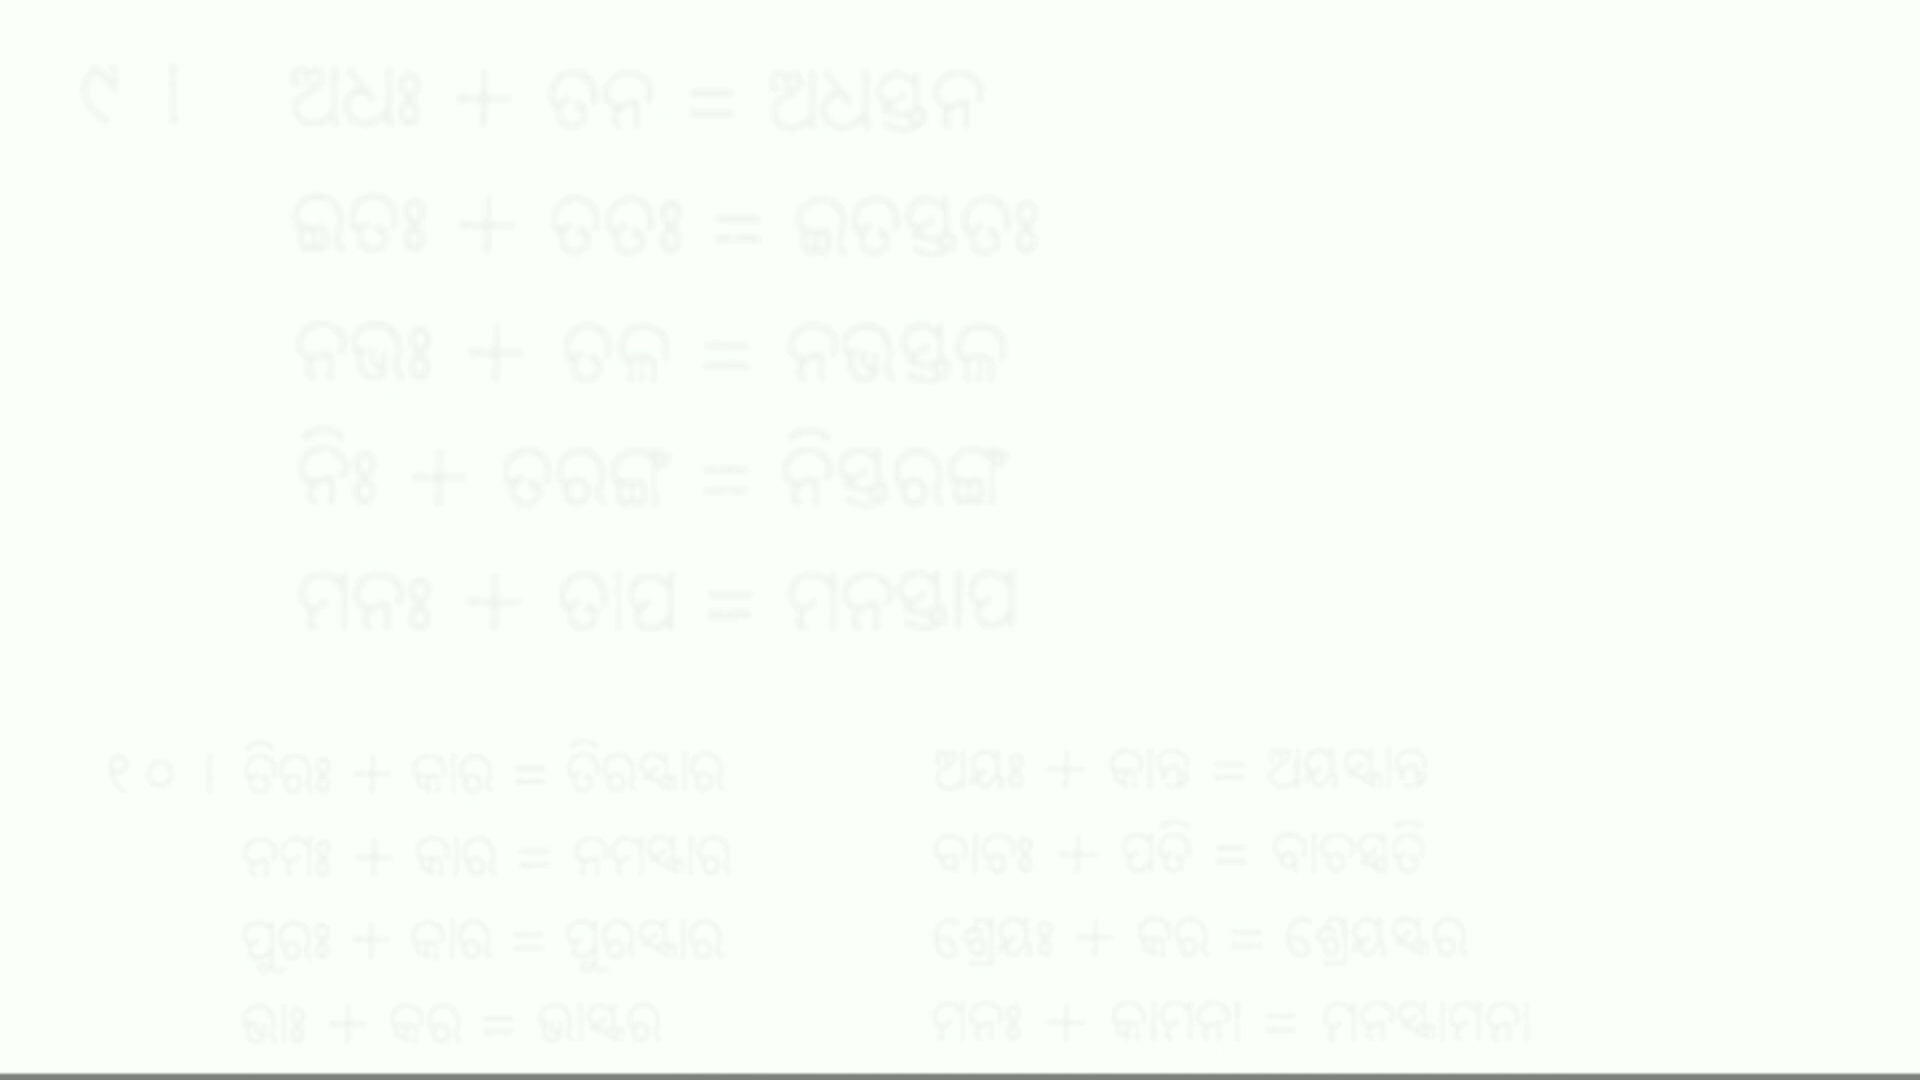 ୯ । ଅଧଃ + ତନ = ଅଧସ୍ତନ
ଇତଃ + ତତଃ = ଇତସ୍ତତଃ
ନଭଃ + ତଳ = ନଭସ୍ତଳ
ନିଃ + ତରଙ୍ଗ = ନିସ୍ତରଙ୍ଗ
ମନଃ + ତାପ = ମନସ୍ତାପ
୧୦ । ତିରଃ + କାର = ତିରସ୍କାର
ନମଃ + କାର = ନମସ୍କାର
ପୁରଃ + କାର = ପୁରସ୍କାର
ଭାଃ + କର = ଭାସ୍କର
ଅୟଃ + କାନ୍ତ = ଅୟସ୍କାନ୍ତ
ବାଚଃ + ପତି = ବାଚସ୍ପତି
ଶ୍ରେୟଃ + କର = ଶ୍ରେୟସ୍କର
ମନଃ + କାମନା = ମନସ୍କାମନା